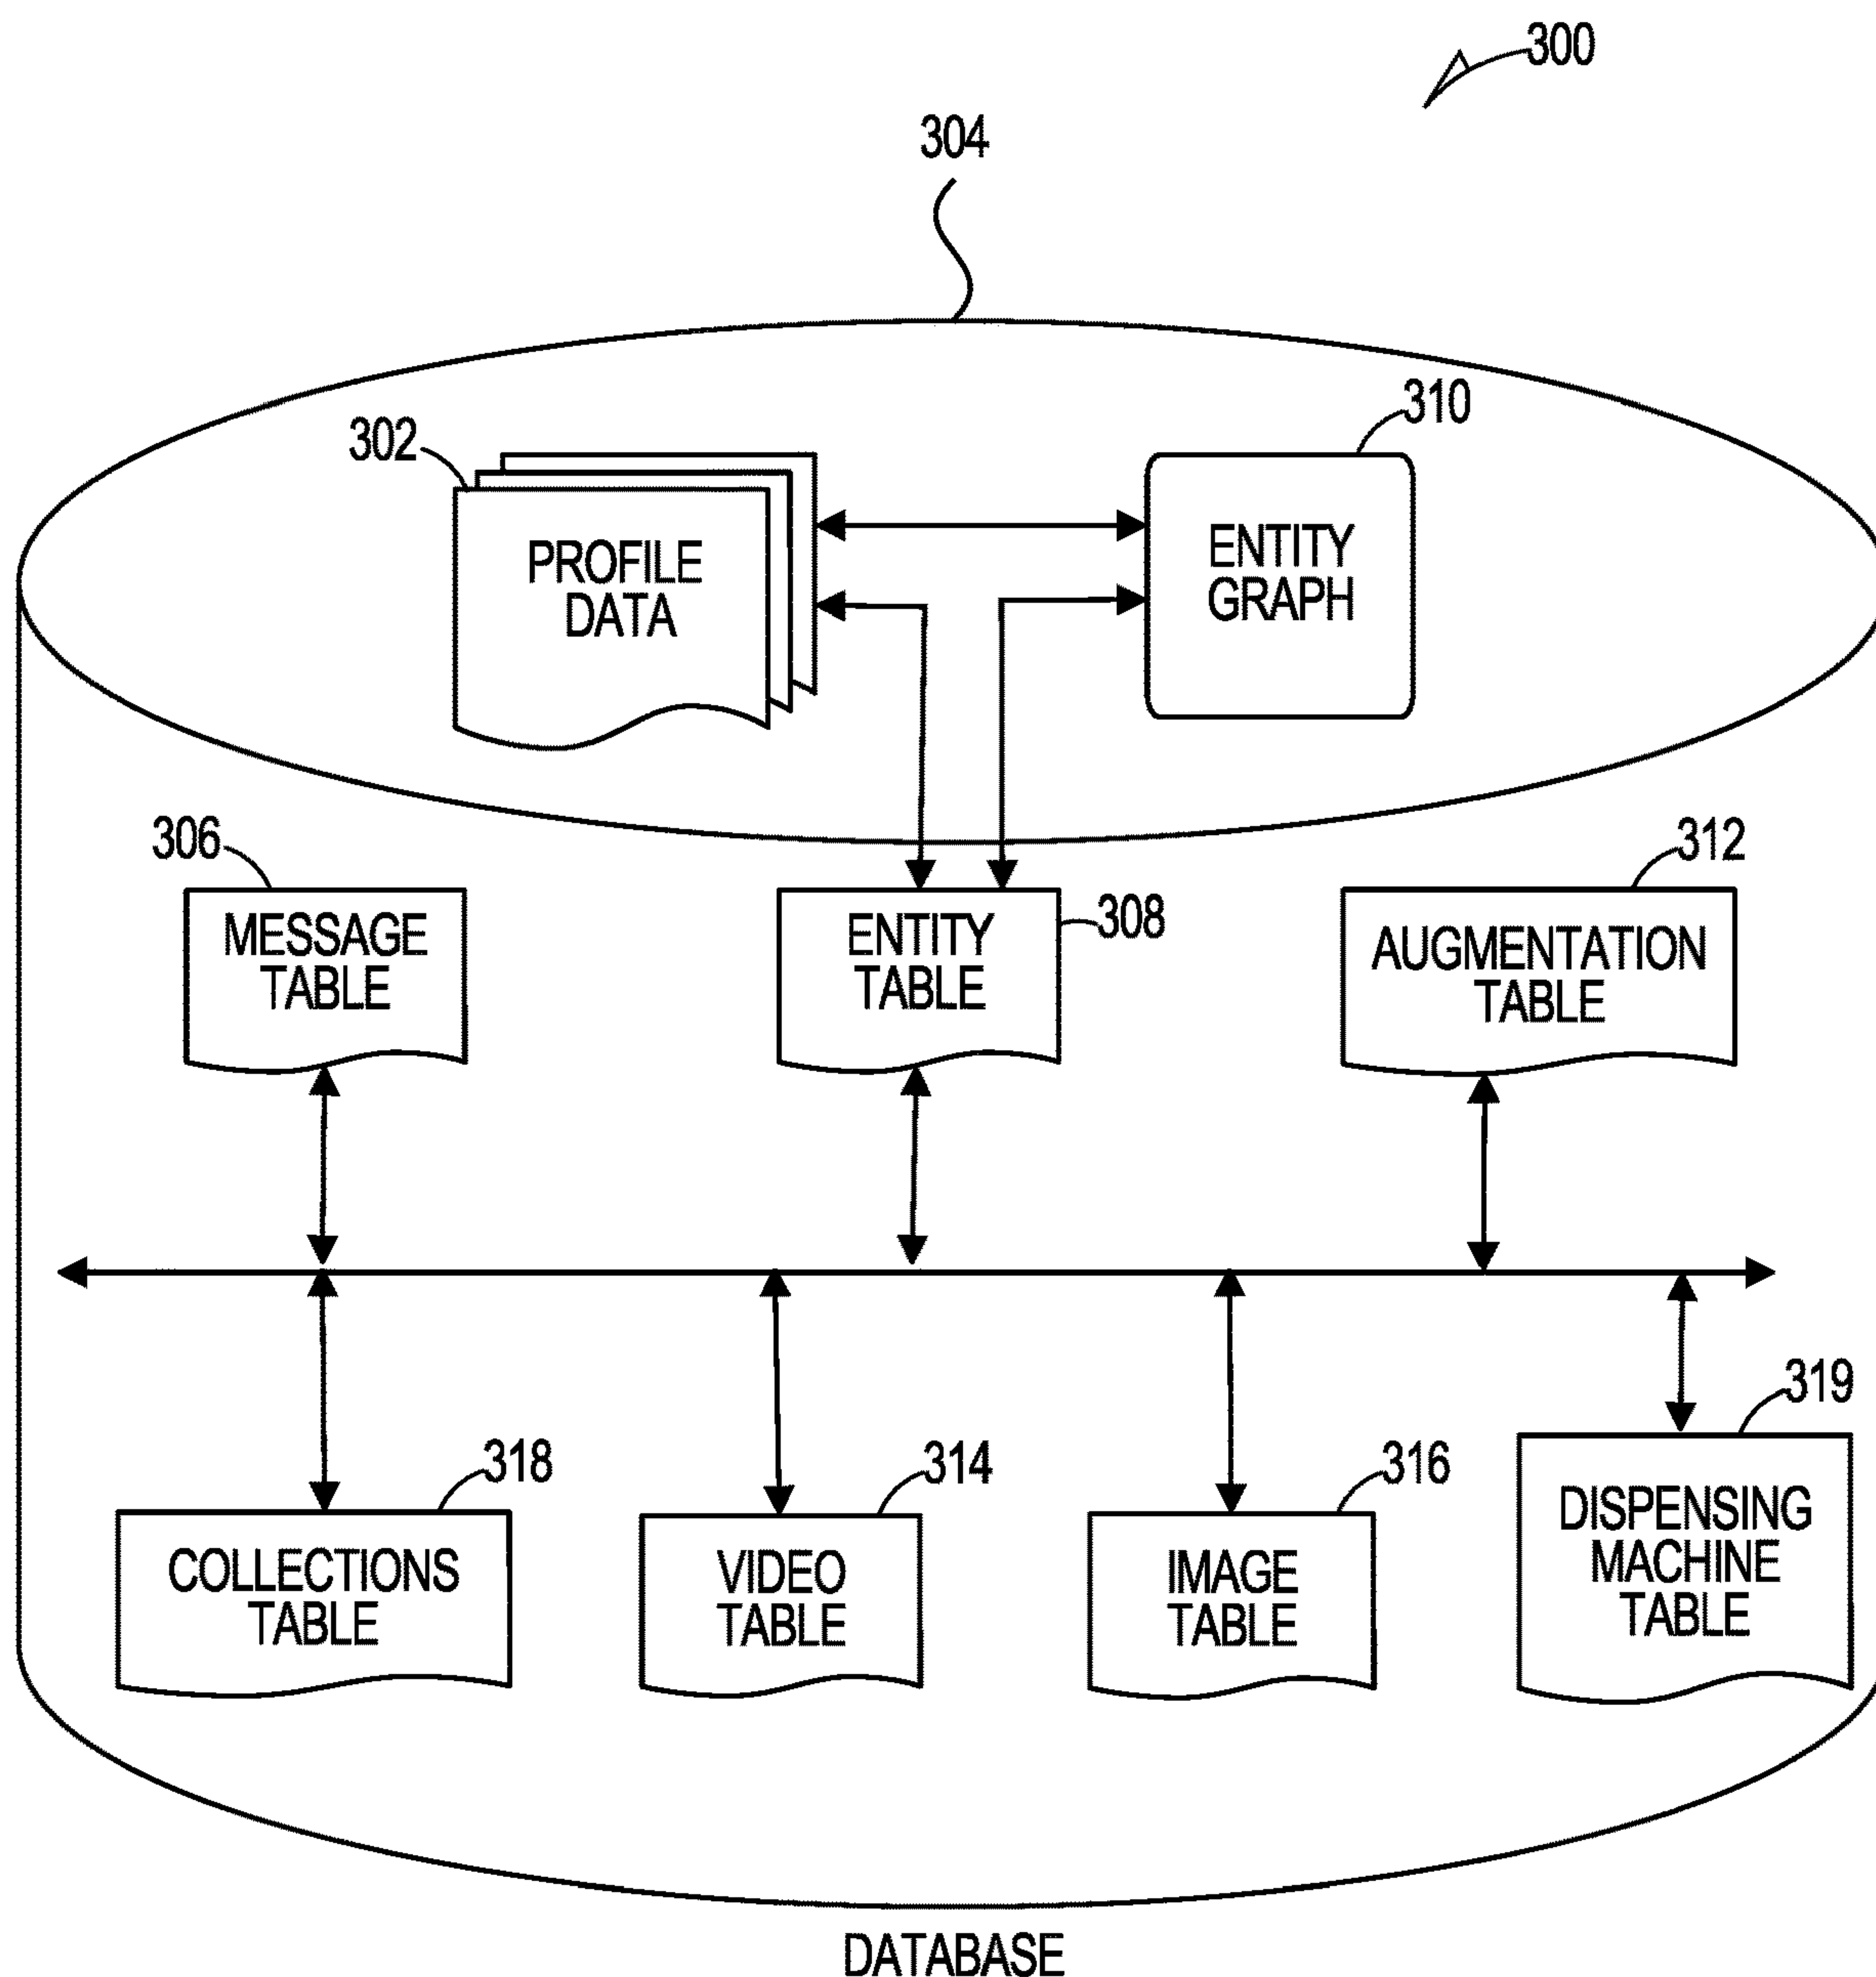 300
304
302
310
PROFILE
DATA
ENTITY
GRAPH
306
308
312
MESSAGE
TABLE
ENTITY
TABLE
AUGMENTATION
TABLE
318
314
316
319
COLLECTIONS
TABLE
VIDEO
TABLE
IMAGE
TABLE
DISPENSING
MACHINE
TABLE
DATABASE